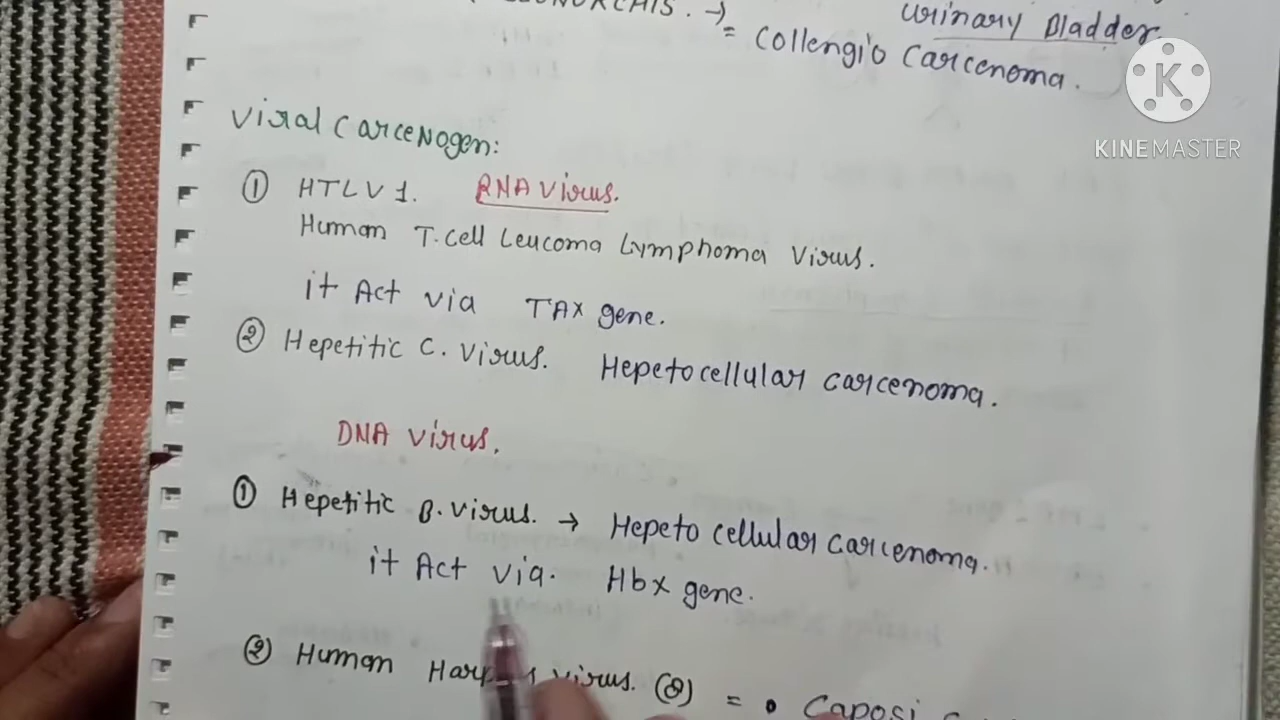 Urinary Bladder
= Collengio Carcenoma.
K
KINEMASTER
Viral Carcenogen:
① HTLV 1. RNA Virus.
Human T. Cell Leucoma Lymphoma Virus.
it Act via TAX gene.
② Hepetitic C. Virus. Hepetocellular Carcenoma.
DNA Virus.
① Hepetitic B. Virus. → Hepeto cellular Carcenoma.
it Act via. Hbx gene.
② Human Virus. (8) = • Caposi